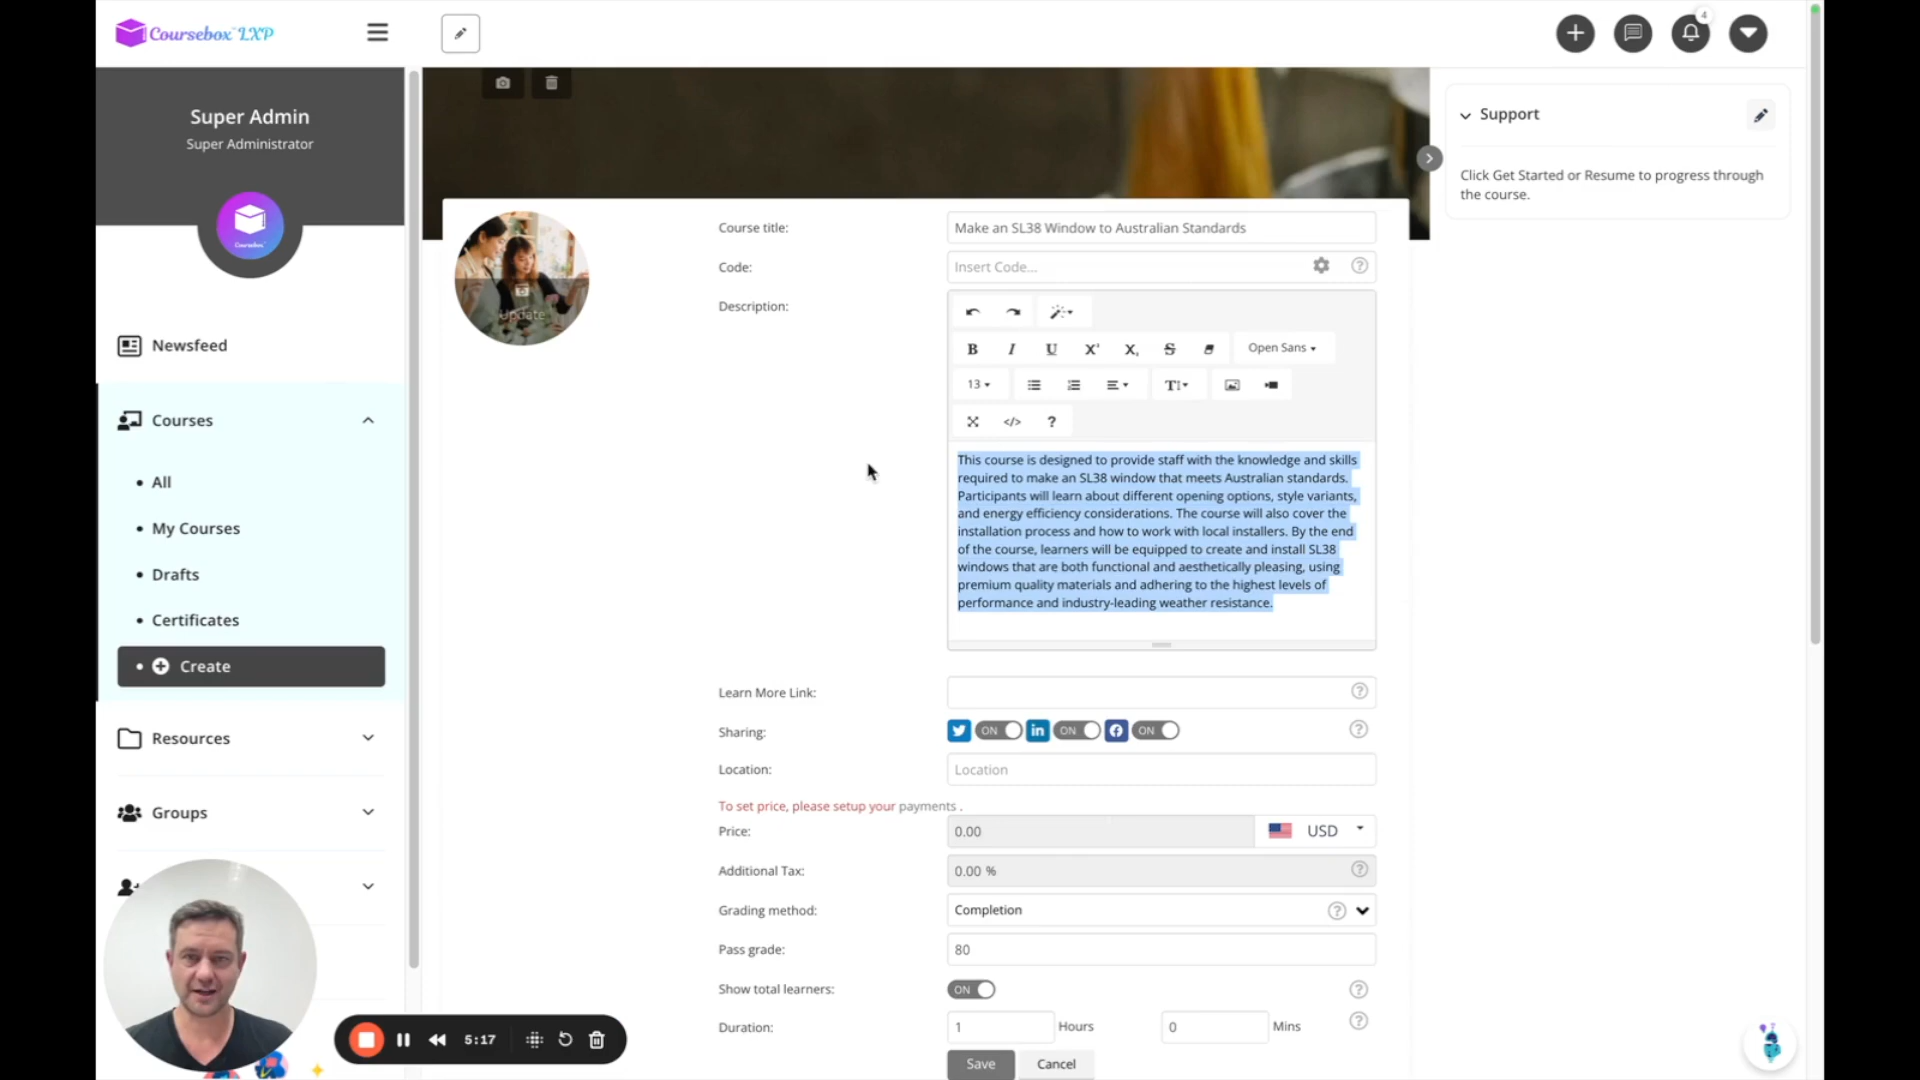 Coursebox™ LXP
4
Super Admin
Super Administrator
Coursebox
Newsfeed
Courses
All
My Courses
Drafts
Certificates
Create
Resources
Groups
5:17
Update
Course title:
Make an SL38 Window to Australian Standards
Code:
Insert Code...
Description:
B I U X X, S Open Sans
13 TI
</> ?
This course is designed to provide staff with the knowledge and skills
required to make an SL38 window that meets Australian standards.
Participants will learn about different opening options, style variants,
and energy efficiency considerations. The course will also cover the
installation process and how to work with local installers. By the end
of the course, learners will be equipped to create and install SL38
windows that are both functional and aesthetically pleasing, using
premium quality materials and adhering to the highest levels of
performance and industry-leading weather resistance.
Learn More Link:
Sharing:
ON in ON ON
Location:
Location
To set price, please setup your payments .
Price:
0.00
USD
Additional Tax:
0.00 %
Grading method:
Completion
Pass grade:
80
Show total learners:
ON
Duration:
1 Hours 0 Mins
Save Cancel
Support
Click Get Started or Resume to progress through
the course.